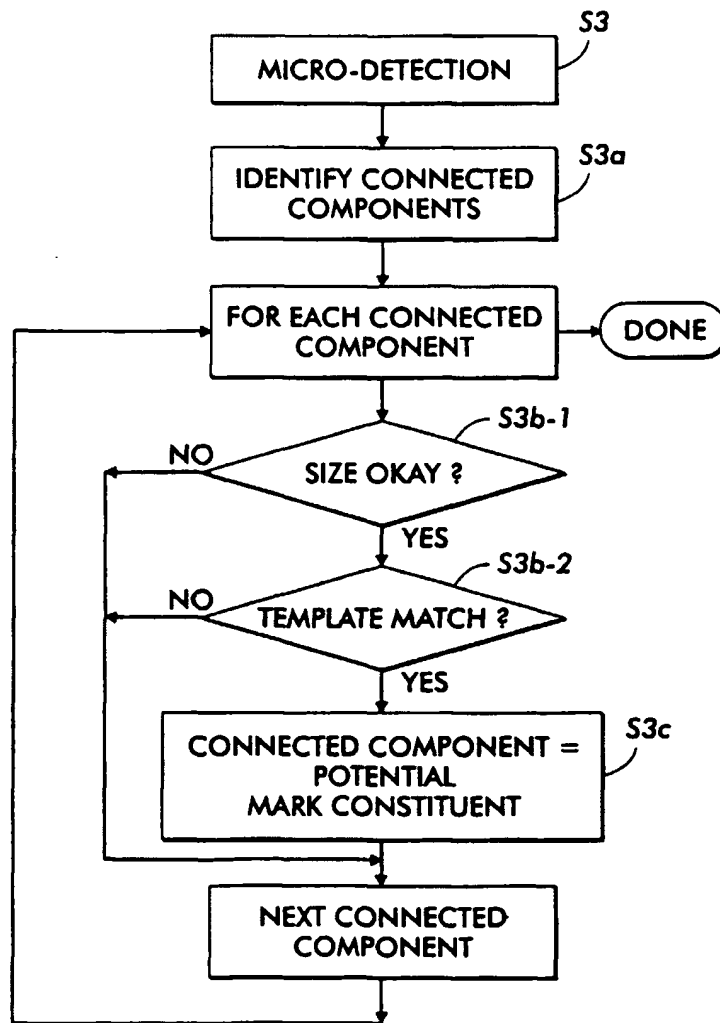 S3
MICRO-DETECTION
S3a
IDENTIFY CONNECTED
COMPONENTS
FOR EACH CONNECTED
COMPONENT
DONE
S3b-1
NO
SIZE OKAY ?
YES
S3b-2
NO
TEMPLATE MATCH ?
YES
S3c
CONNECTED COMPONENT =
POTENTIAL
MARK CONSTITUENT
NEXT CONNECTED
COMPONENT